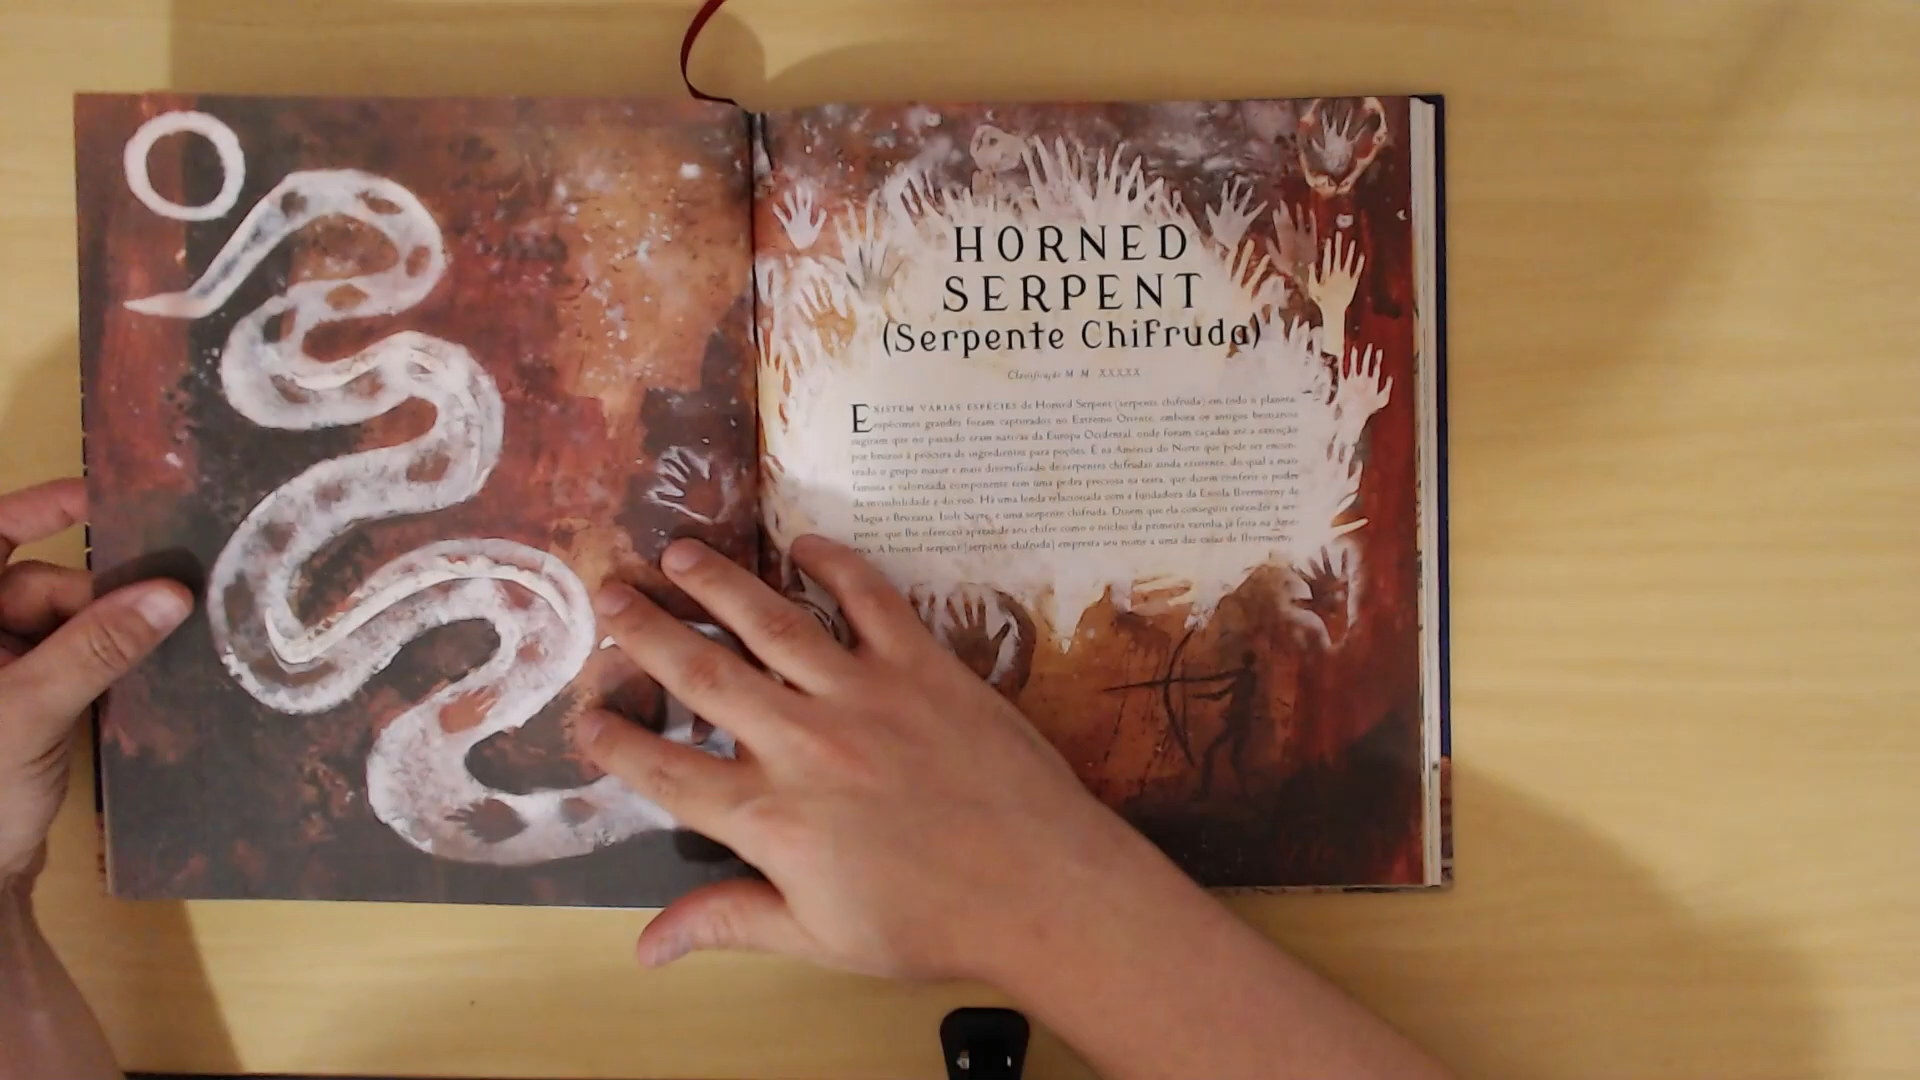 HORNED
SERPENT
(Serpente Chifruda)
Classificação M. M. XXXXX
EXISTEM VÁRIAS ESPÉCIES de Horned Serpent (serpente chifruda) em todo o planeta:
espécimes grandes foram capturados no Extremo Oriente, embora os antigos bestiários
sugiram que no passado eram nativas da Europa Ocidental, onde foram caçadas até a extinção
por bruxos à procura de ingredientes para poções. É na América do Norte que pode ser encon-
trado o grupo maior e mais diversificado de serpentes chifrudas ainda existente, do qual a mais
famosa e valorizada componente tem uma pedra preciosa na testa, que dizem conferir o poder
da invisibilidade e do voo. Há uma lenda relacionada com a fundadora da Escola Ilvermorny de
Magia e Bruxaria, Isolt Sayre, e uma serpente chifruda. Dizem que ela conseguiu entender a ser-
pente, que lhe ofereceu aparas de seu chifre como o núcleo da primeira varinha já feita na Amé-
rica. A horned serpent [serpente chifruda] empresta seu nome a uma das casas de Ilvermorny.